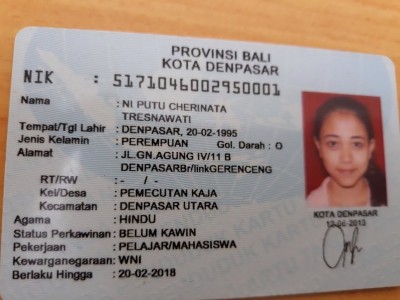 PROVINSI BALI
KOTA DENPASAR
NIK : 5171046002950001
Nama : NI PUTU CHERINATA
TRESNAWATI
Tempat/Tgl Lahir : DENPASAR, 20-02-1995
Jenis Kelamin : PEREMPUAN Gol. Darah : O
Alamat : JL.GN.AGUNG IV/11 B
DENPASARBr/linkGERENCENG
RT/RW : - / -
Kel/Desa : PEMECUTAN KAJA
Kecamatan : DENPASAR UTARA
Agama : HINDU
Status Perkawinan : BELUM KAWIN
Pekerjaan : PELAJAR/MAHASISWA
Kewarganegaraan : WNI
Berlaku Hingga : 20-02-2018
KOTA DENPASAR